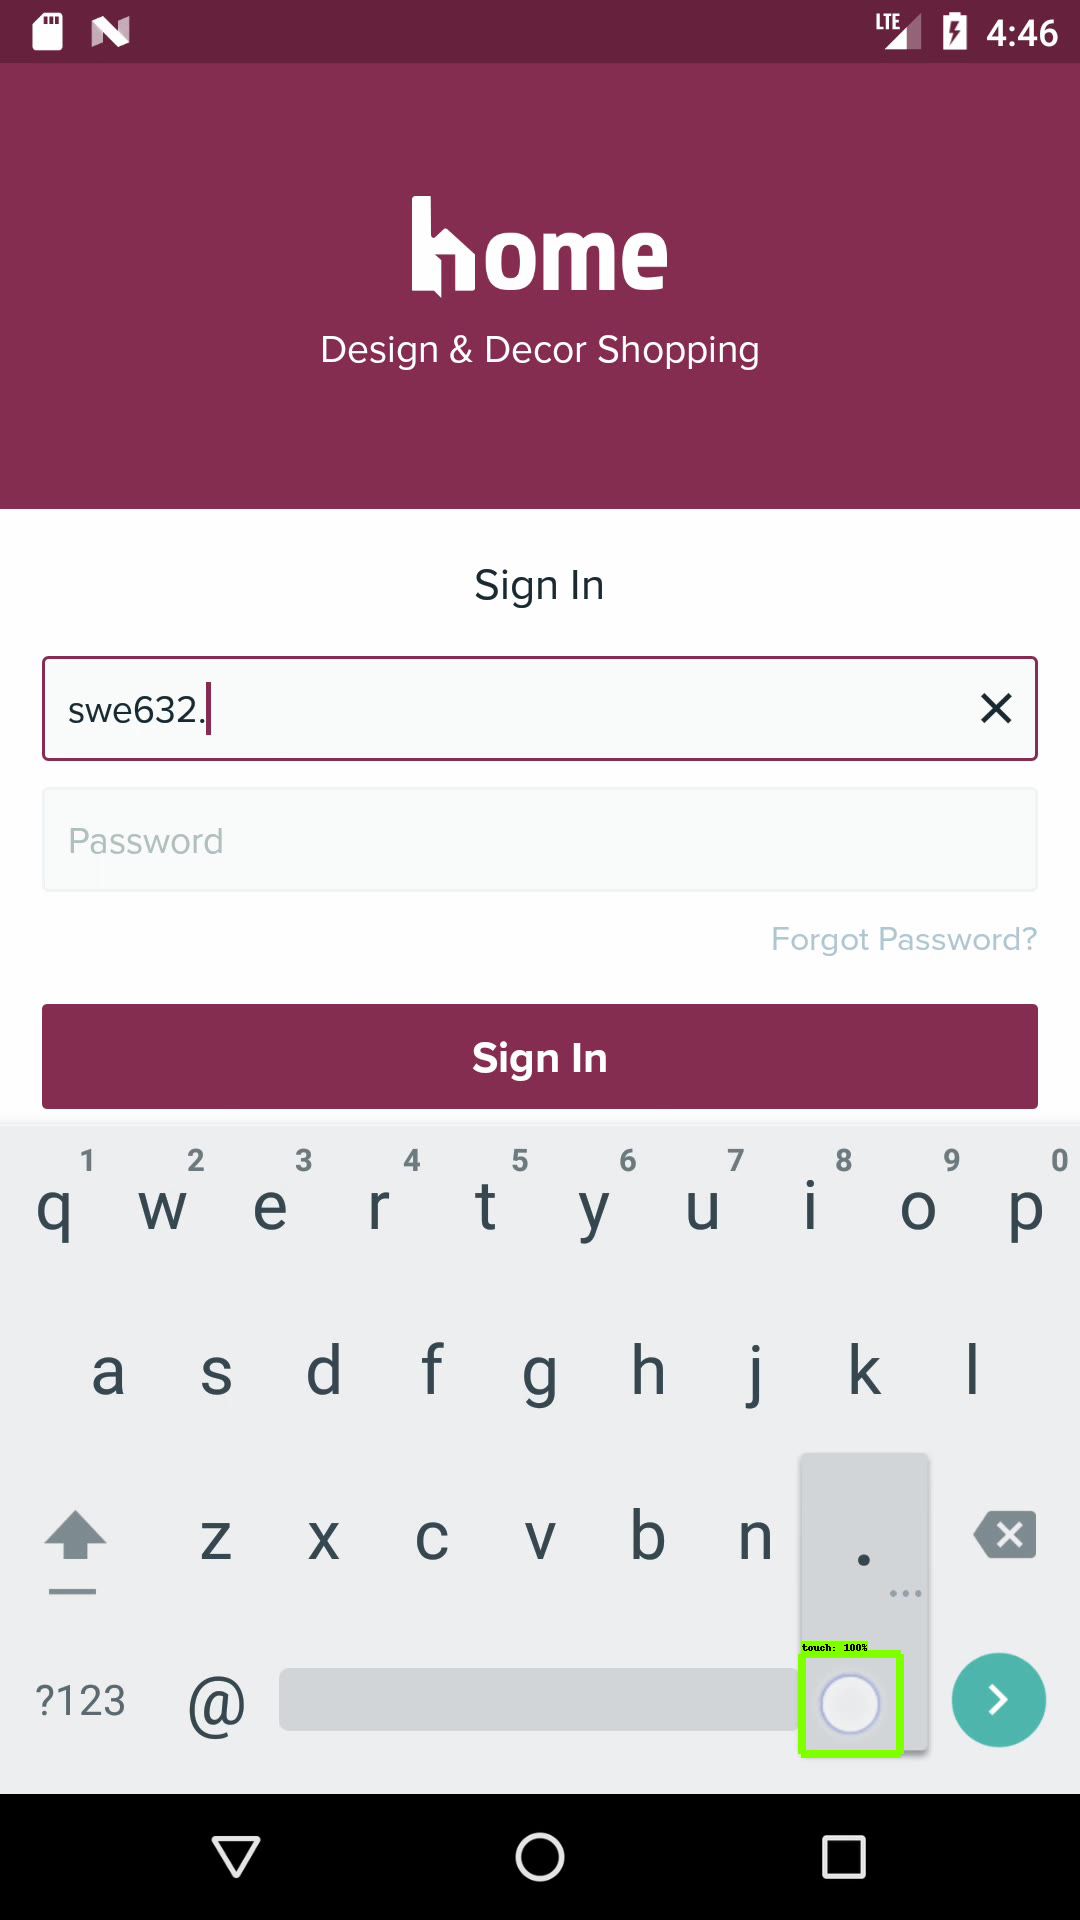 LTE 4:46
home
Design & Decor Shopping
Sign In
swe632.
Password
Forgot Password?
Sign In
1 2 3 4 5 6 7 8 9 0
q w e r t y u i o p
a s d f g h j k l
z x c v b n .
...
touch: 100%
?123 @